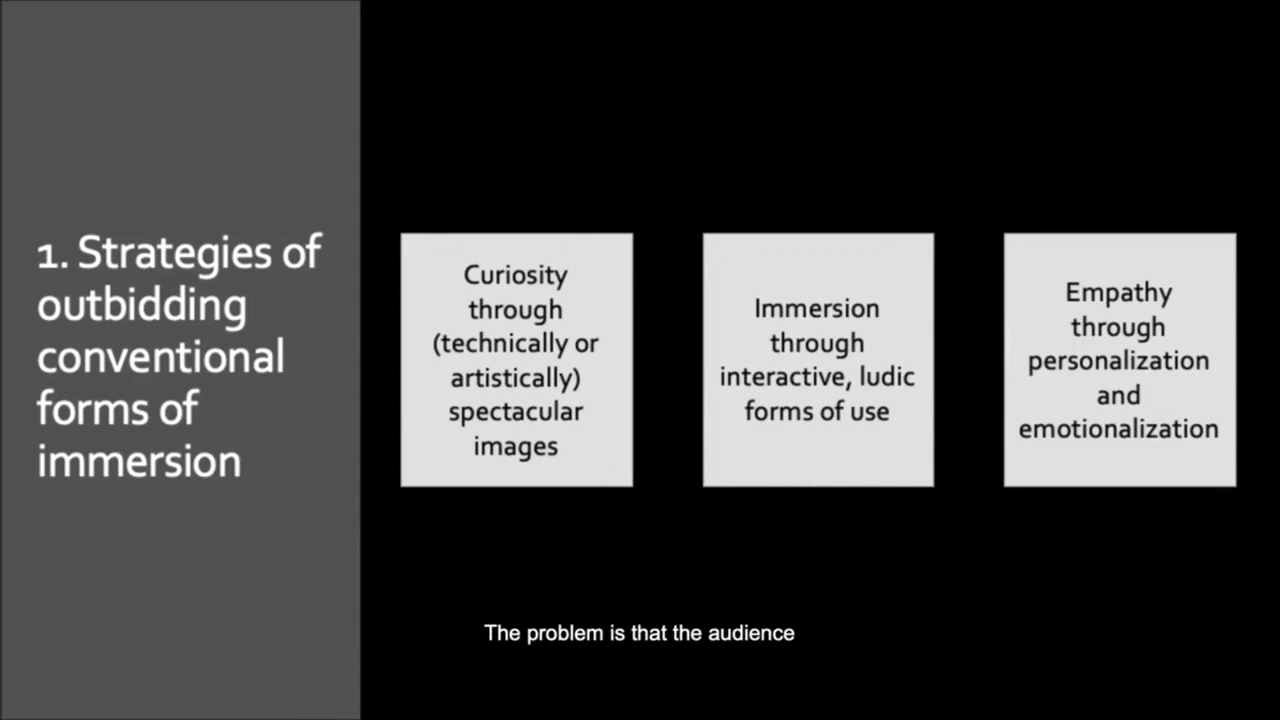 1. Strategies of
outbidding
conventional
forms of
immersion
Curiosity
through
(technically or
artistically)
spectacular
images
Immersion
through
interactive, ludic
forms of use
Empathy
through
personalization
and
emotionalization
The problem is that the audience